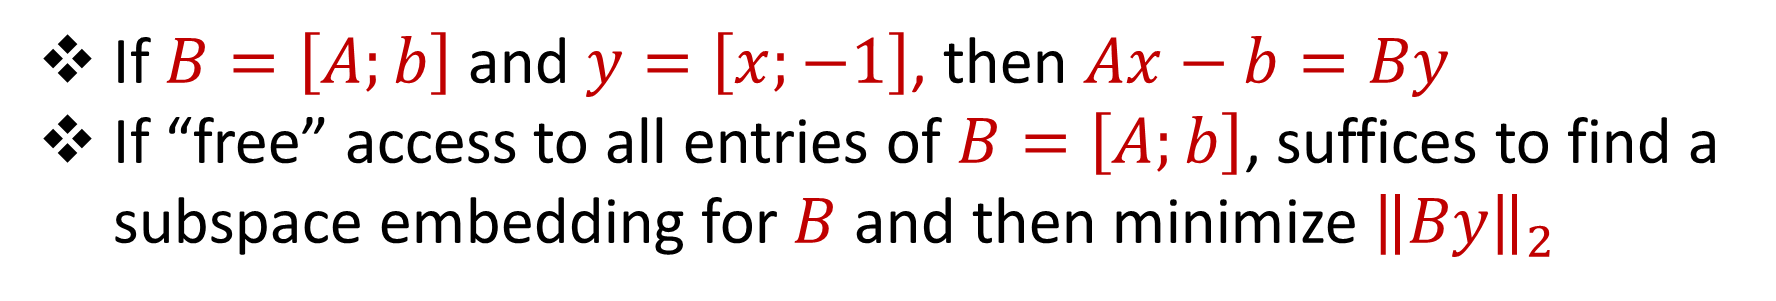 ❖ If B = [A; b] and y = [x; −1], then Ax − b = By
❖ If “free” access to all entries of B = [A; b], suffices to find a
subspace embedding for B and then minimize ‖By‖₂